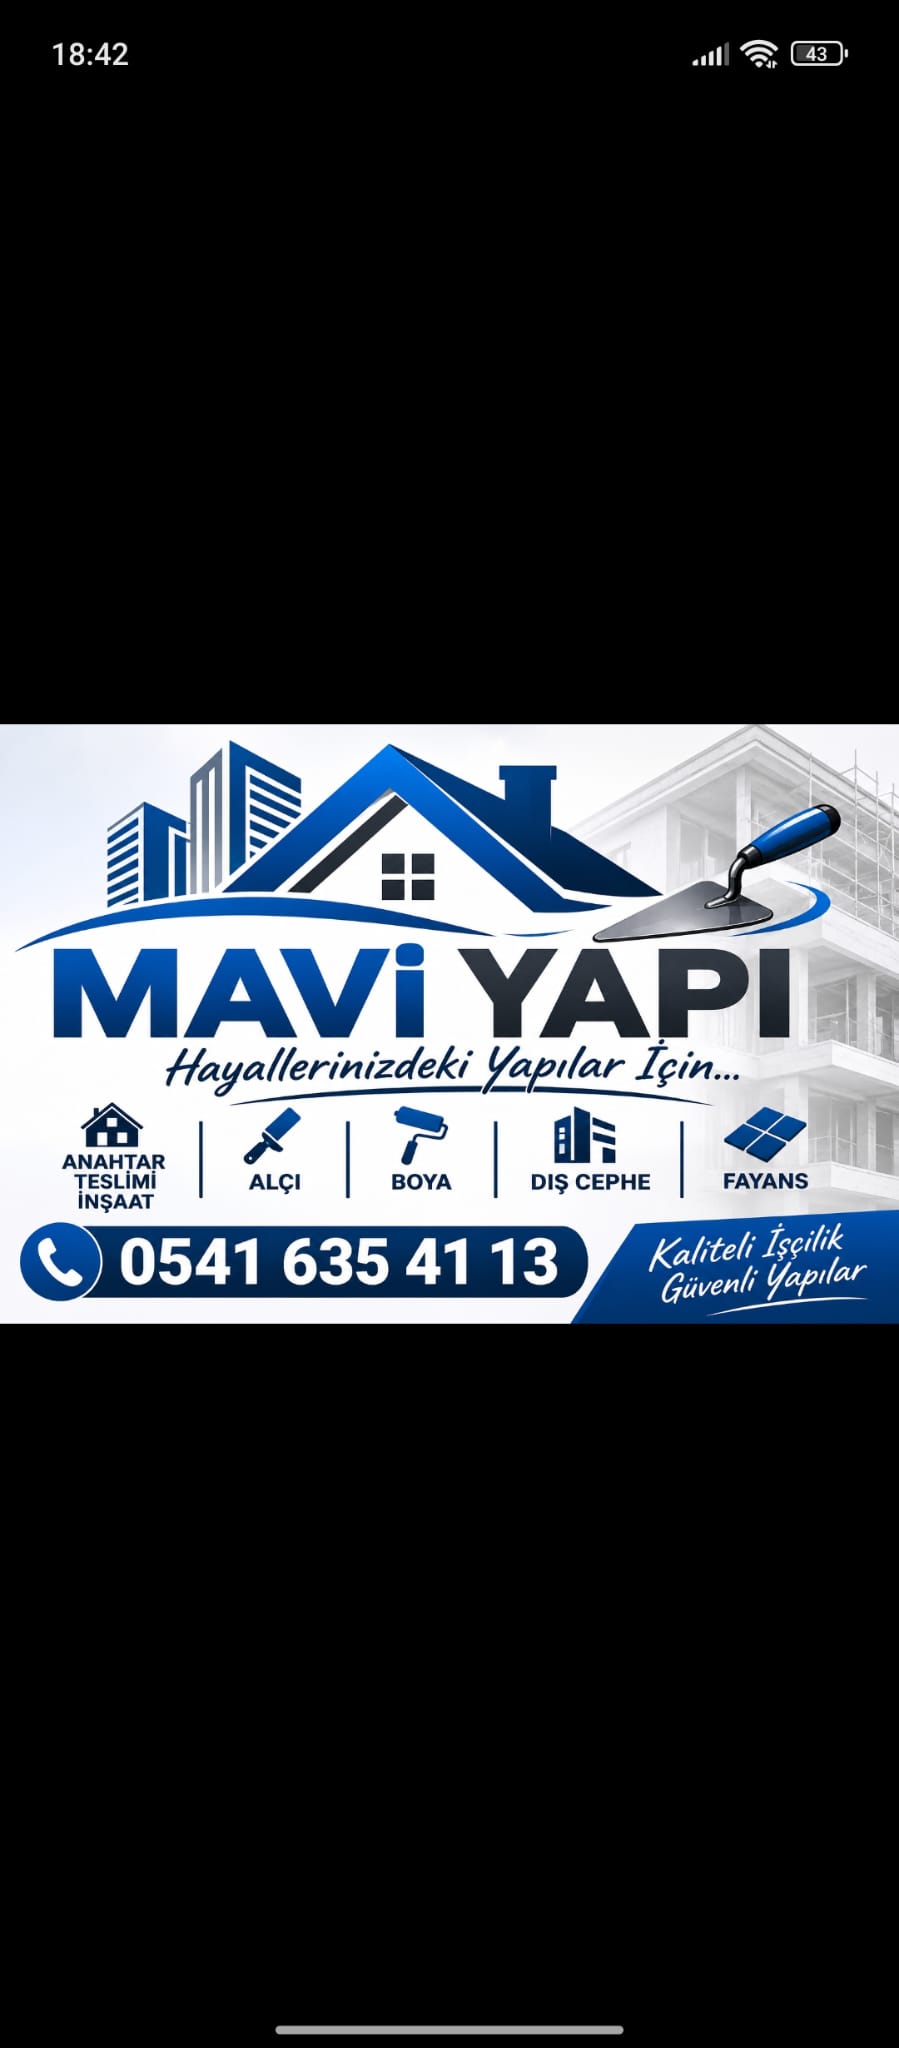 18:42
43
MAVİ YAPI
Hayallerinizdeki Yapılar İçin...
ANAHTAR
TESLİMİ
İNŞAAT
ALÇI
BOYA
DIŞ CEPHE
FAYANS
0541 635 41 13
Kaliteli İşçilik
Güvenli Yapılar